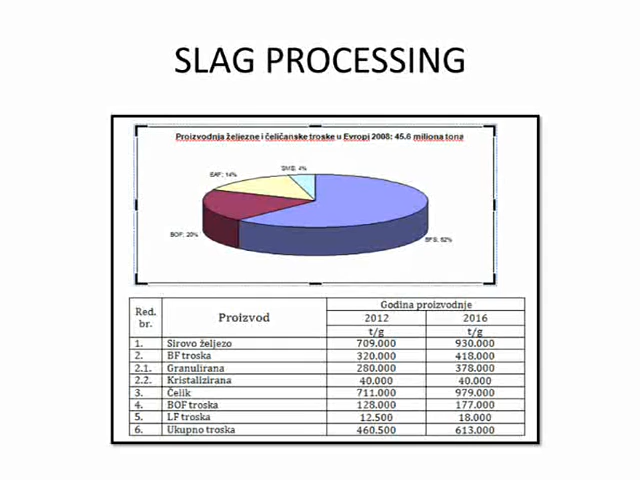 SLAG PROCESSING
Proizvodnja željezne i čeličanske troske u Evropi 2008: 45.6 miliona tona
SMS; 4%
EAF; 14%
BOF; 20%
BFS; 62%
Red. br. Proizvod Godina proizvodnje
2012 2016
t/g t/g
1. Sirovo željezo 709.000 930.000
2. BF troska 320.000 418.000
2.1. Granulirana 280.000 378.000
2.2. Kristalizirana 40.000 40.000
3. Čelik 711.000 979.000
4. BOF troska 128.000 177.000
5. LF troska 12.500 18.000
6. Ukupno troska 460.500 613.000